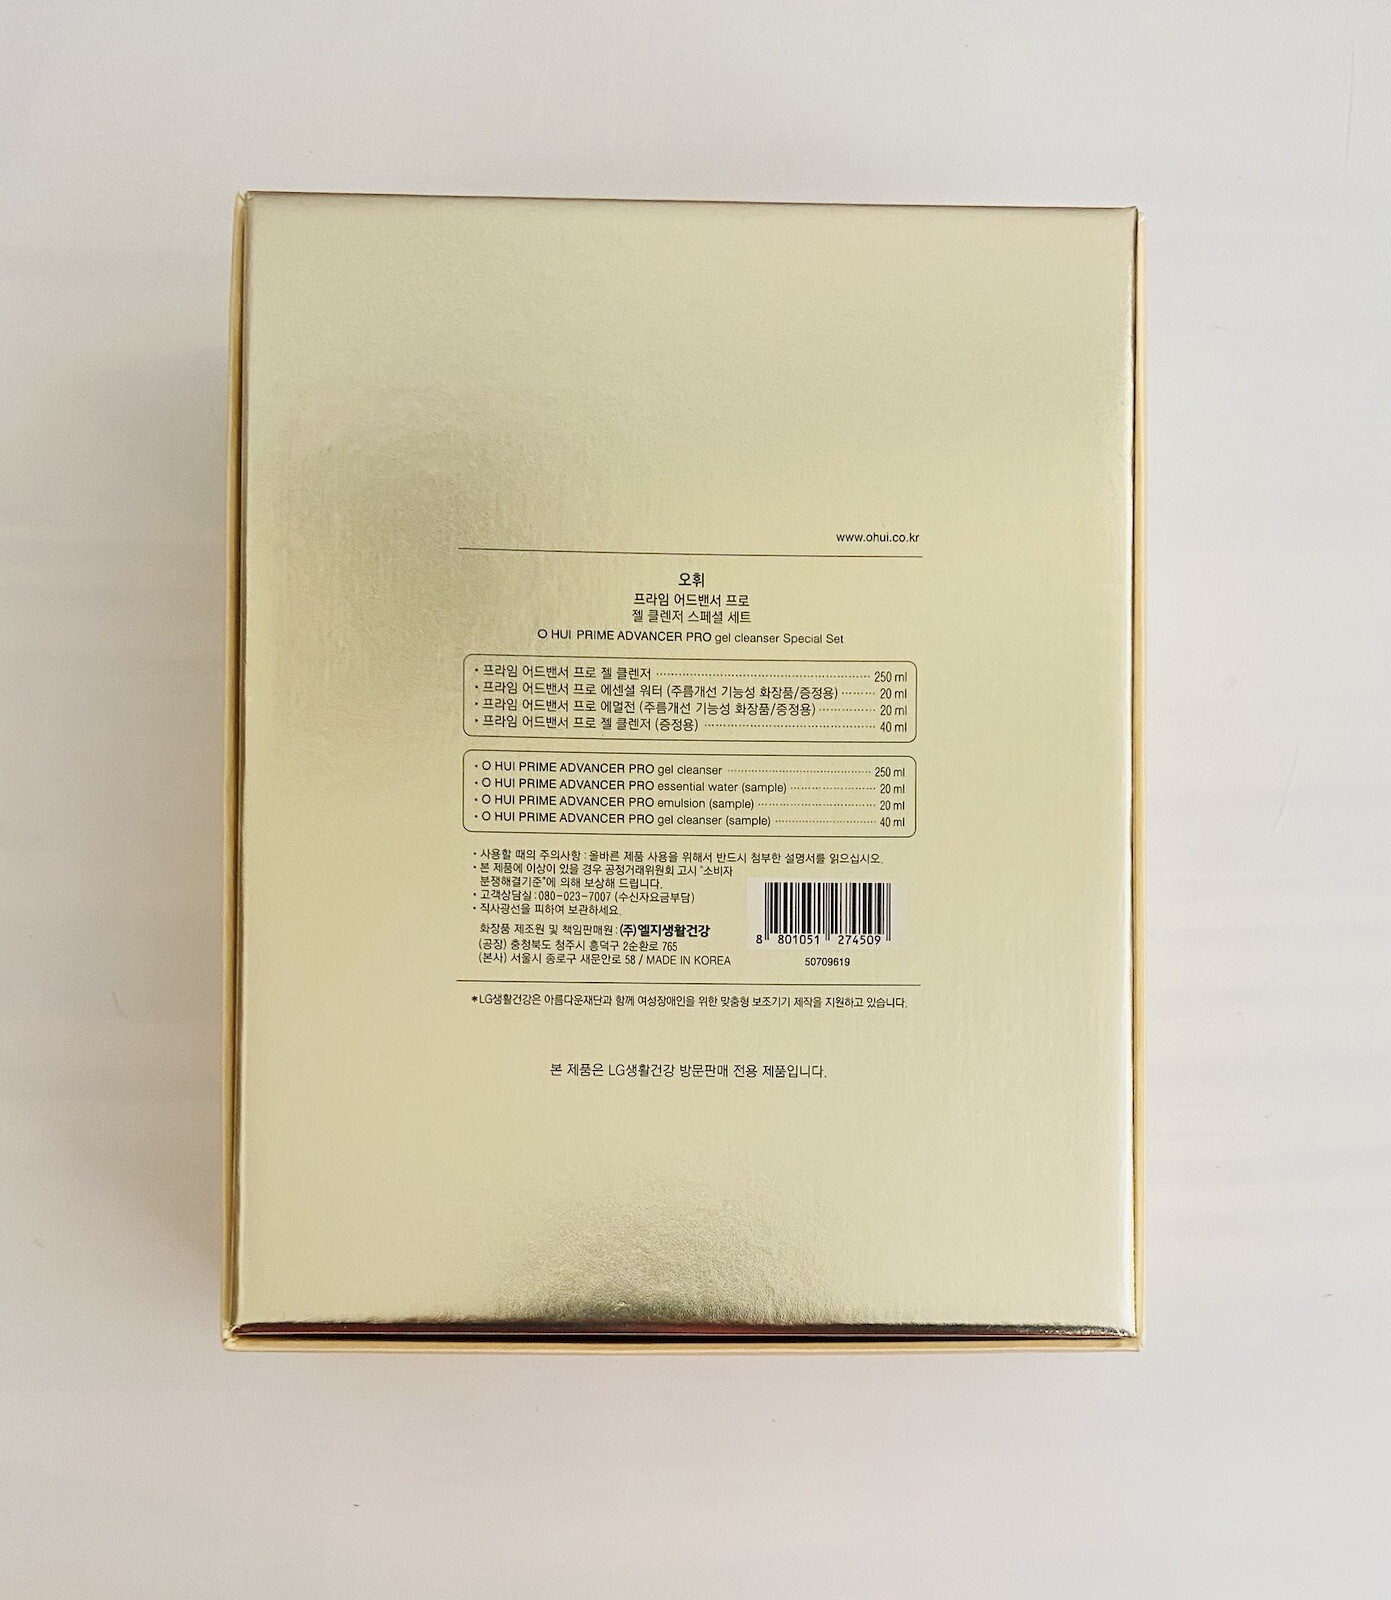 www.ohui.co.kr
오휘
프라임 어드밴서 프로
젤 클렌저 스페셜 세트
O HUI PRIME ADVANCER PRO gel cleanser Special Set
• 프라임 어드밴서 프로 젤 클렌저 ················ 250 ml
• 프라임 어드밴서 프로 에센셜 워터 (주름개선 기능성 화장품/증정용) ········ 20 ml
• 프라임 어드밴서 프로 에멀전 (주름개선 기능성 화장품/증정용) ·········· 20 ml
• 프라임 어드밴서 프로 젤 클렌저 (증정용) ················ 40 ml
• O HUI PRIME ADVANCER PRO gel cleanser ················ 250 ml
• O HUI PRIME ADVANCER PRO essential water (sample) ················ 20 ml
• O HUI PRIME ADVANCER PRO emulsion (sample) ················ 20 ml
• O HUI PRIME ADVANCER PRO gel cleanser (sample) ················ 40 ml
• 사용할 때의 주의사항 : 올바른 제품 사용을 위해서 반드시 첨부한 설명서를 읽으십시오.
• 본 제품에 이상이 있을 경우 공정거래위원회 고시 "소비자
분쟁해결기준"에 의해 보상해 드립니다.
• 고객상담실 : 080-023-7007 (수신자요금부담)
• 직사광선을 피하여 보관하세요.
화장품 제조원 및 책임판매원 : (주)엘지생활건강
(공장) 충청북도 청주시 흥덕구 2순환로 765
(본사) 서울시 종로구 새문안로 58 / MADE IN KOREA
8 801051 274509
50709619
*LG생활건강은 아름다운재단과 함께 여성장애인을 위한 맞춤형 보조기기 제작을 지원하고 있습니다.
본 제품은 LG생활건강 방문판매 전용 제품입니다.